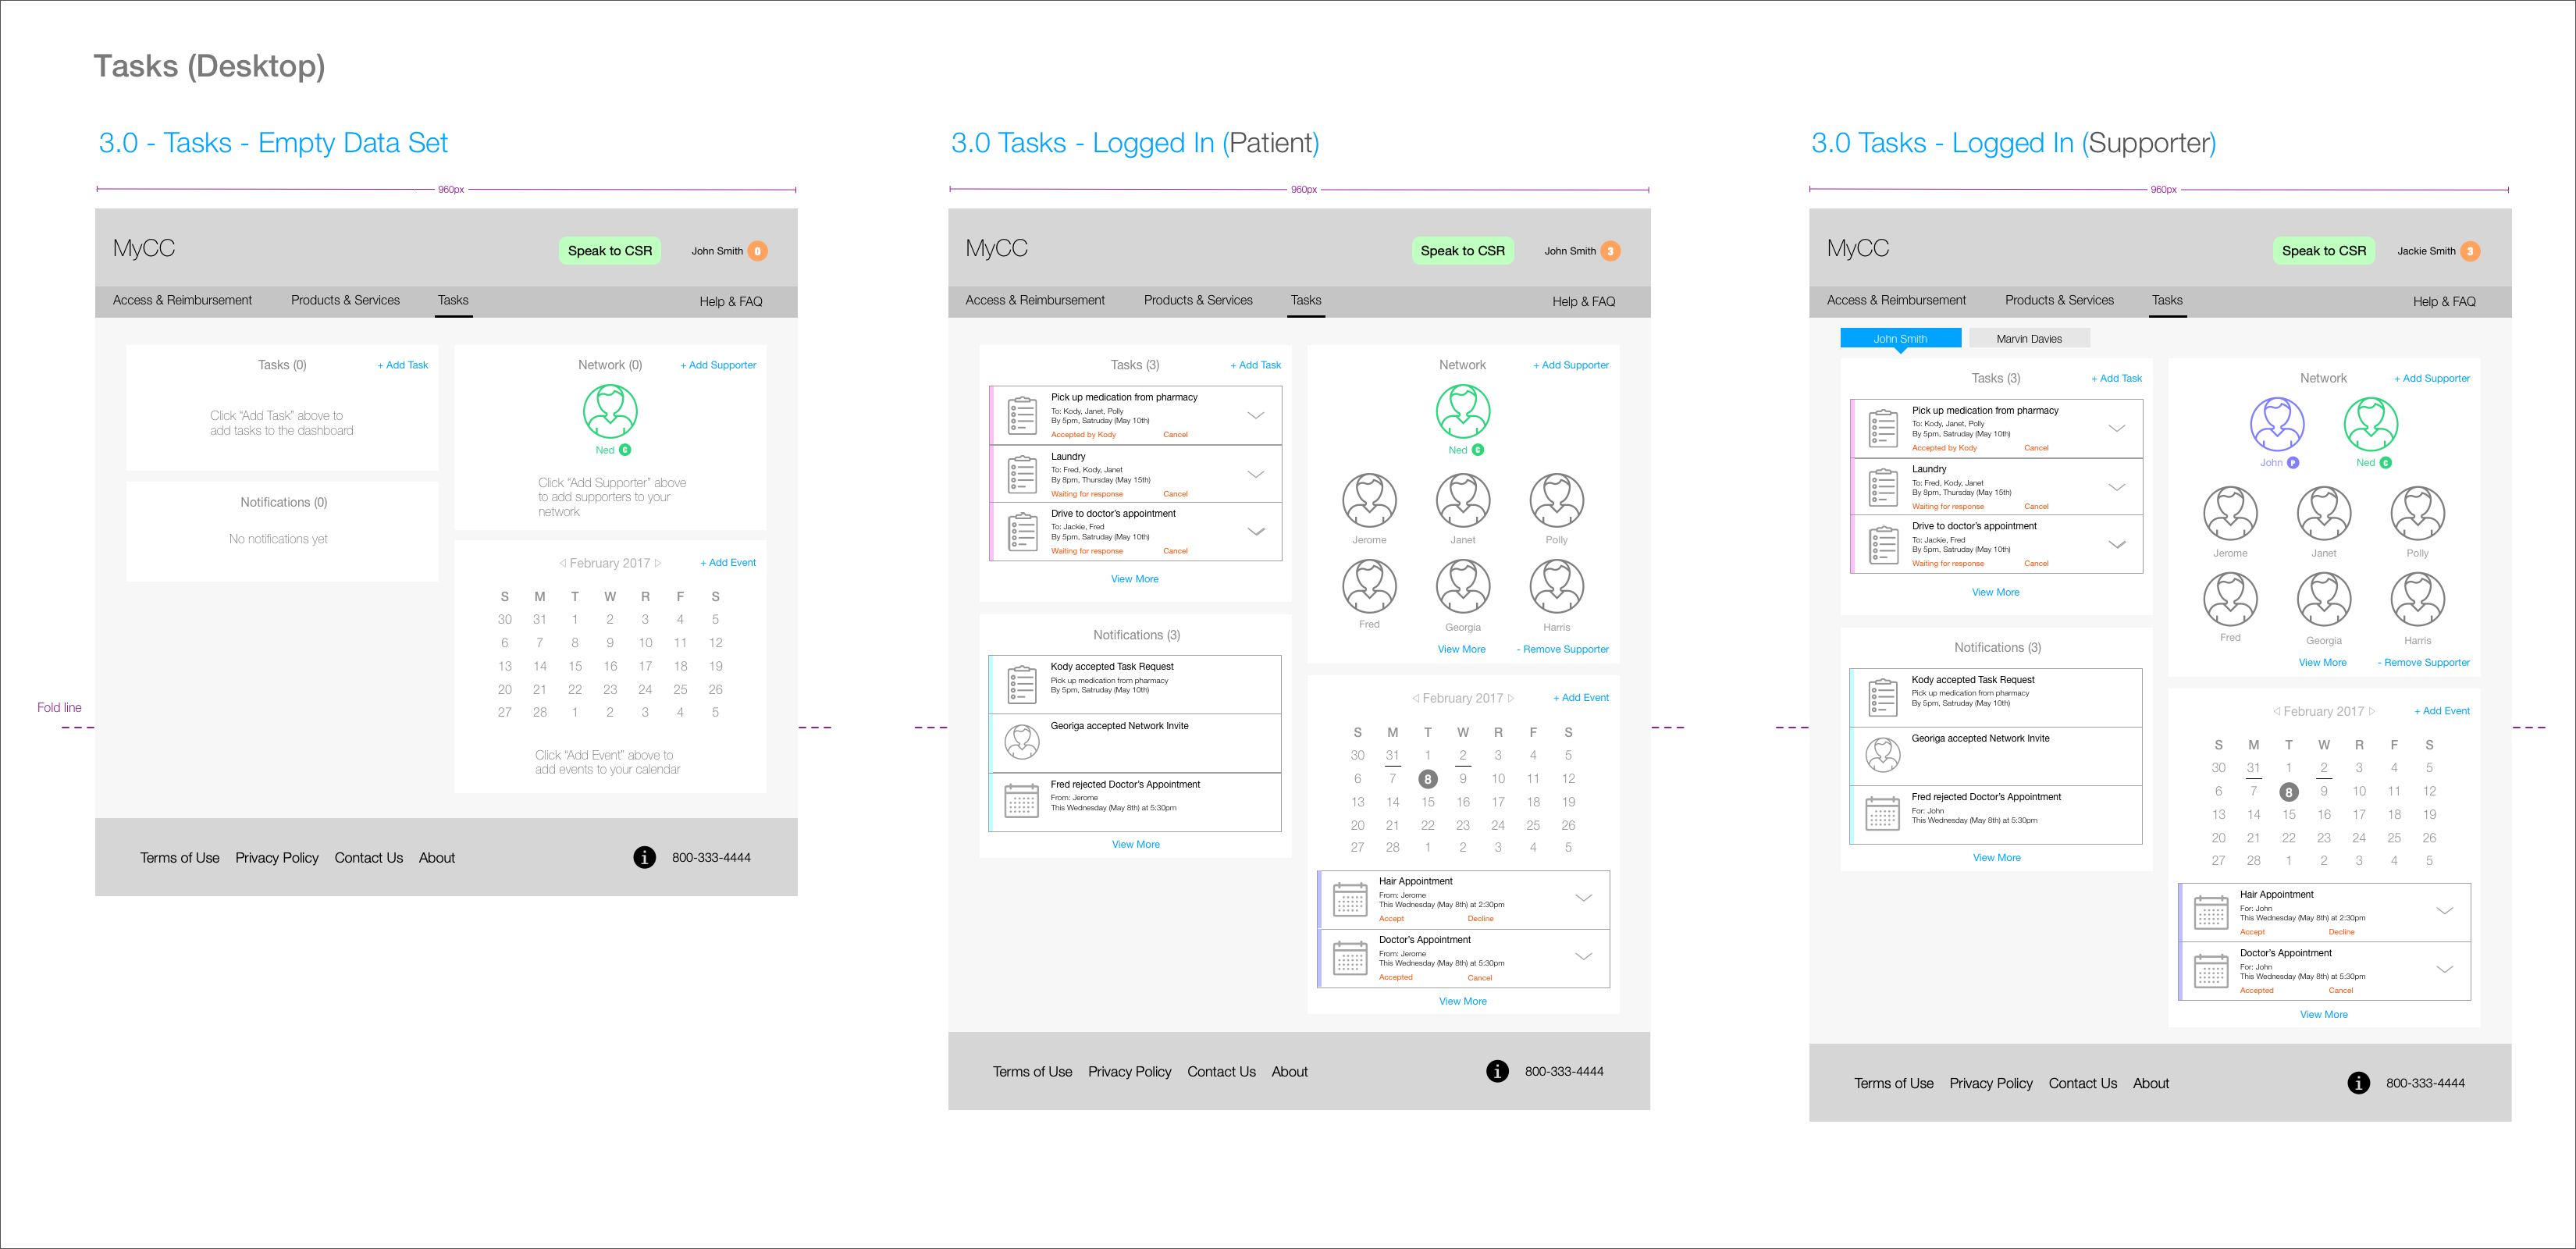 Tasks (Desktop)
3.0 - Tasks - Empty Data Set
960px
MyCC
Speak to CSR
John Smith 0
Access & Reimbursement Products & Services Tasks Help & FAQ
Tasks (0) + Add Task
Click “Add Task” above to
add tasks to the dashboard
Notifications (0)
No notifications yet
Network (0) + Add Supporter
Ned C
Click “Add Supporter” above
to add supporters to your
network
February 2017 + Add Event
S M T W R F S
30 31 1 2 3 4 5
6 7 8 9 10 11 12
13 14 15 16 17 18 19
20 21 22 23 24 25 26
27 28 1 2 3 4 5
Click “Add Event” above to
add events to your calendar
Fold line
Terms of Use Privacy Policy Contact Us About i 800-333-4444
3.0 Tasks - Logged In (Patient)
960px
MyCC
Speak to CSR
John Smith 3
Access & Reimbursement Products & Services Tasks Help & FAQ
Tasks (3) + Add Task
Pick up medication from pharmacy
To: Kody, Janet, Polly
By 5pm, Satruday (May 10th)
Accepted by Kody Cancel
Laundry
To: Fred, Kody, Janet
By 8pm, Thursday (May 15th)
Waiting for response Cancel
Drive to doctor’s appointment
To: Jackie, Fred
By 5pm, Satruday (May 10th)
Waiting for response Cancel
View More
Notifications (3)
Kody accepted Task Request
Pick up medication from pharmacy
By 5pm, Satruday (May 10th)
Georiga accepted Network Invite
Fred rejected Doctor’s Appointment
From: Jerome
This Wednesday (May 8th) at 5:30pm
View More
Network + Add Supporter
Ned C
Jerome Janet Polly
Fred Georgia Harris
View More - Remove Supporter
February 2017 + Add Event
S M T W R F S
30 31 1 2 3 4 5
6 7 8 9 10 11 12
13 14 15 16 17 18 19
20 21 22 23 24 25 26
27 28 1 2 3 4 5
Hair Appointment
From: Jerome
This Wednesday (May 8th) at 2:30pm
Accept Decline
Doctor’s Appointment
From: Jerome
This Wednesday (May 8th) at 5:30pm
Accepted Cancel
View More
Terms of Use Privacy Policy Contact Us About i 800-333-4444
3.0 Tasks - Logged In (Supporter)
960px
MyCC
Speak to CSR
Jackie Smith 3
Access & Reimbursement Products & Services Tasks Help & FAQ
John Smith Marvin Davies
Tasks (3) + Add Task
Pick up medication from pharmacy
To: Kody, Janet, Polly
By 5pm, Satruday (May 10th)
Accepted by Kody Cancel
Laundry
To: Fred, Kody, Janet
By 8pm, Thursday (May 15th)
Waiting for response Cancel
Drive to doctor’s appointment
To: Jackie, Fred
By 5pm, Satruday (May 10th)
Waiting for response Cancel
View More
Notifications (3)
Kody accepted Task Request
Pick up medication from pharmacy
By 5pm, Satruday (May 10th)
Georiga accepted Network Invite
Fred rejected Doctor’s Appointment
For: John
This Wednesday (May 8th) at 5:30pm
View More
Network + Add Supporter
John P Ned C
Jerome Janet Polly
Fred Georgia Harris
View More - Remove Supporter
February 2017 + Add Event
S M T W R F S
30 31 1 2 3 4 5
6 7 8 9 10 11 12
13 14 15 16 17 18 19
20 21 22 23 24 25 26
27 28 1 2 3 4 5
Hair Appointment
For: John
This Wednesday (May 8th) at 2:30pm
Accept Decline
Doctor’s Appointment
For: John
This Wednesday (May 8th) at 5:30pm
Accepted Cancel
View More
Terms of Use Privacy Policy Contact Us About i 800-333-4444